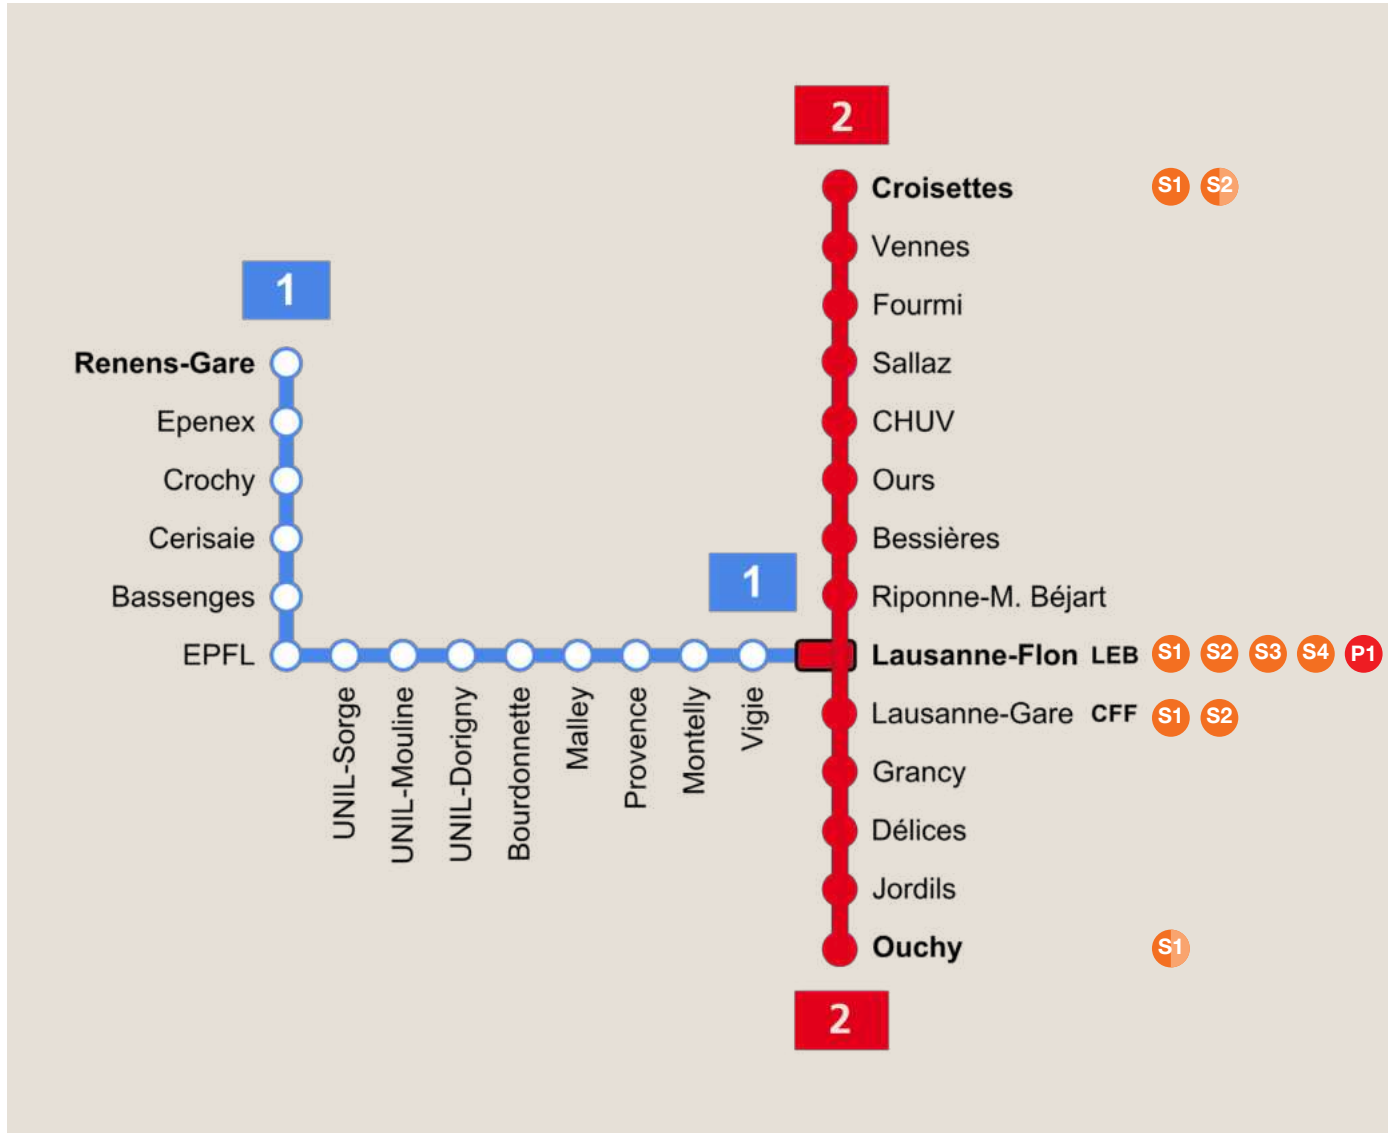 2
Croisettes S1 S2
Vennes
Fourmi
Sallaz
CHUV
Ours
Bessières
Riponne-M. Béjart
Lausanne-Flon LEB S1 S2 S3 S4 P1
Lausanne-Gare CFF S1 S2
Grancy
Délices
Jordils
Ouchy S1
2
1
Renens-Gare
Epenex
Crochy
Cerisaie
Bassenges
EPFL
UNIL-Sorge
UNIL-Mouline
UNIL-Dorigny
Bourdonnette
Malley
Provence
Montelly
Vigie
1